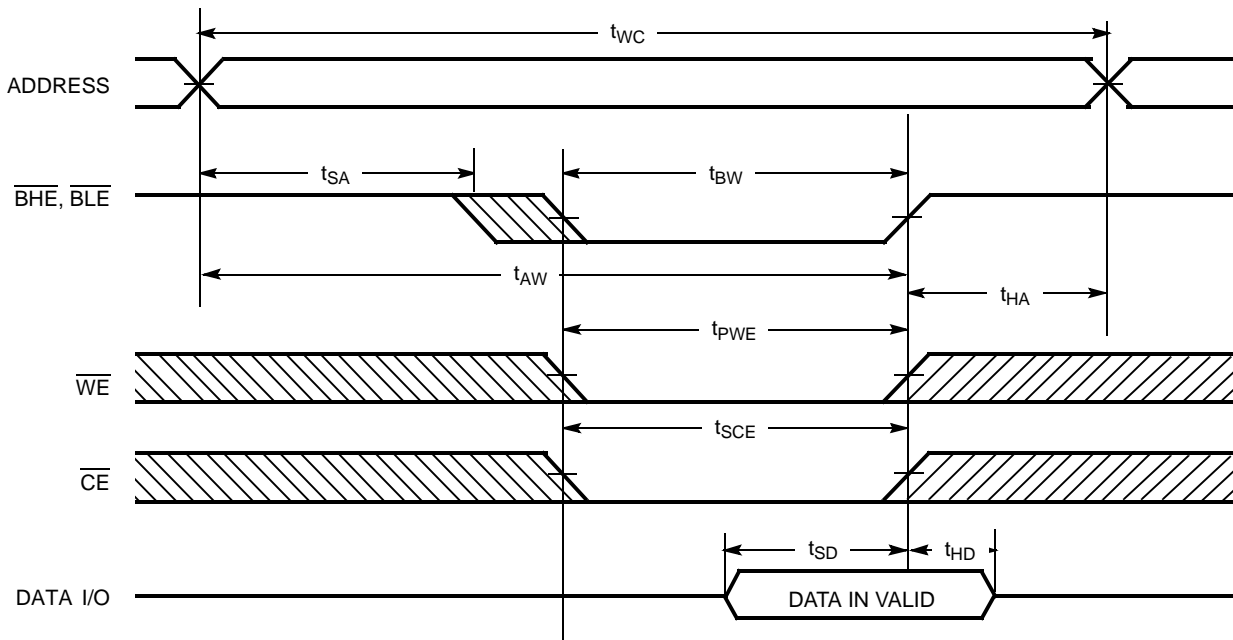 tWC
ADDRESS
tSA
tBW
BHE, BLE
tAW
tHA
tPWE
WE
tSCE
CE
tSD
tHD
DATA I/O
DATA IN VALID